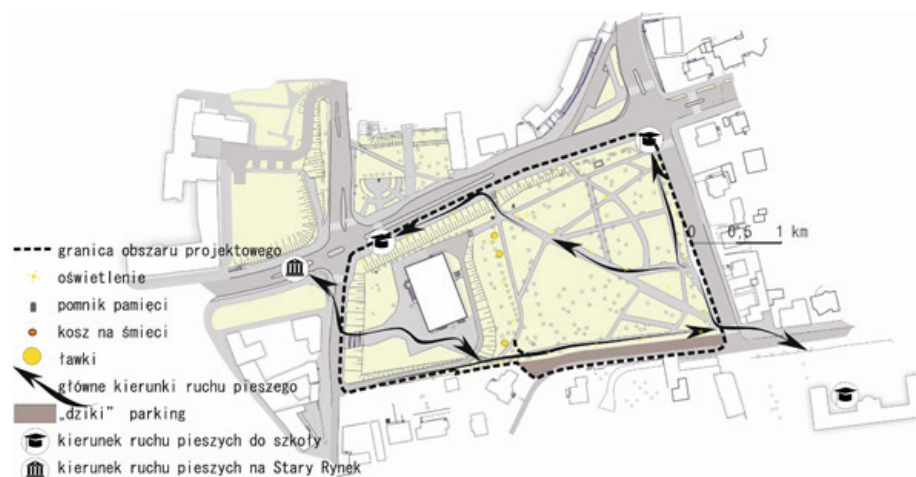 0 0,5 1 km
granica obszaru projektowego
oświetlenie
pomnik pamięci
kosz na śmieci
ławki
główne kierunki ruchu pieszego
„dziki” parking
kierunek ruchu pieszych do szkoły
kierunek ruchu pieszych na Stary Rynek